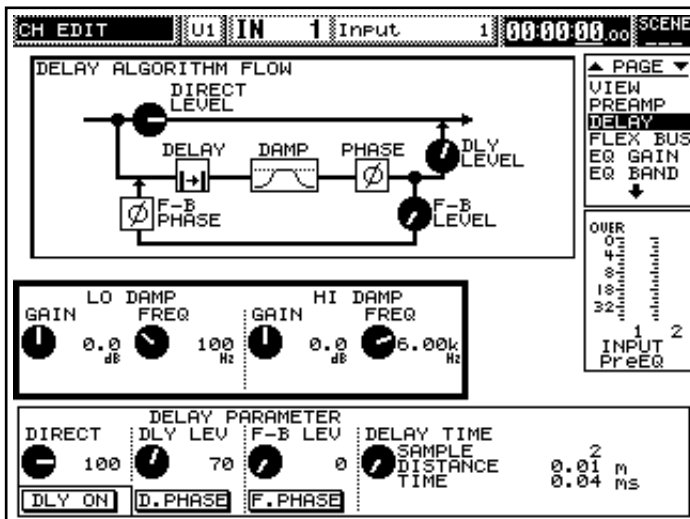 CH EDIT U1 IN 1 Input 1 00:00:00.00 SCENE
---
DELAY ALGORITHM FLOW
DIRECT
LEVEL
DELAY DAMP PHASE
DLY
LEVEL
F-B
PHASE
F-B
LEVEL
▲ PAGE ▼
VIEW
PREAMP
DELAY
FLEX BUS
EQ GAIN
EQ BAND
OVER
0
4
8
18
32
1 2
INPUT
PreEQ
LO DAMP HI DAMP
GAIN FREQ GAIN FREQ
0.0 dB 100 Hz 0.0 dB 6.00k Hz
DELAY PARAMETER
DIRECT DLY LEV F-B LEV DELAY TIME
100 70 0
SAMPLE 2
DISTANCE 0.01 m
TIME 0.04 ms
DLY ON D.PHASE F.PHASE